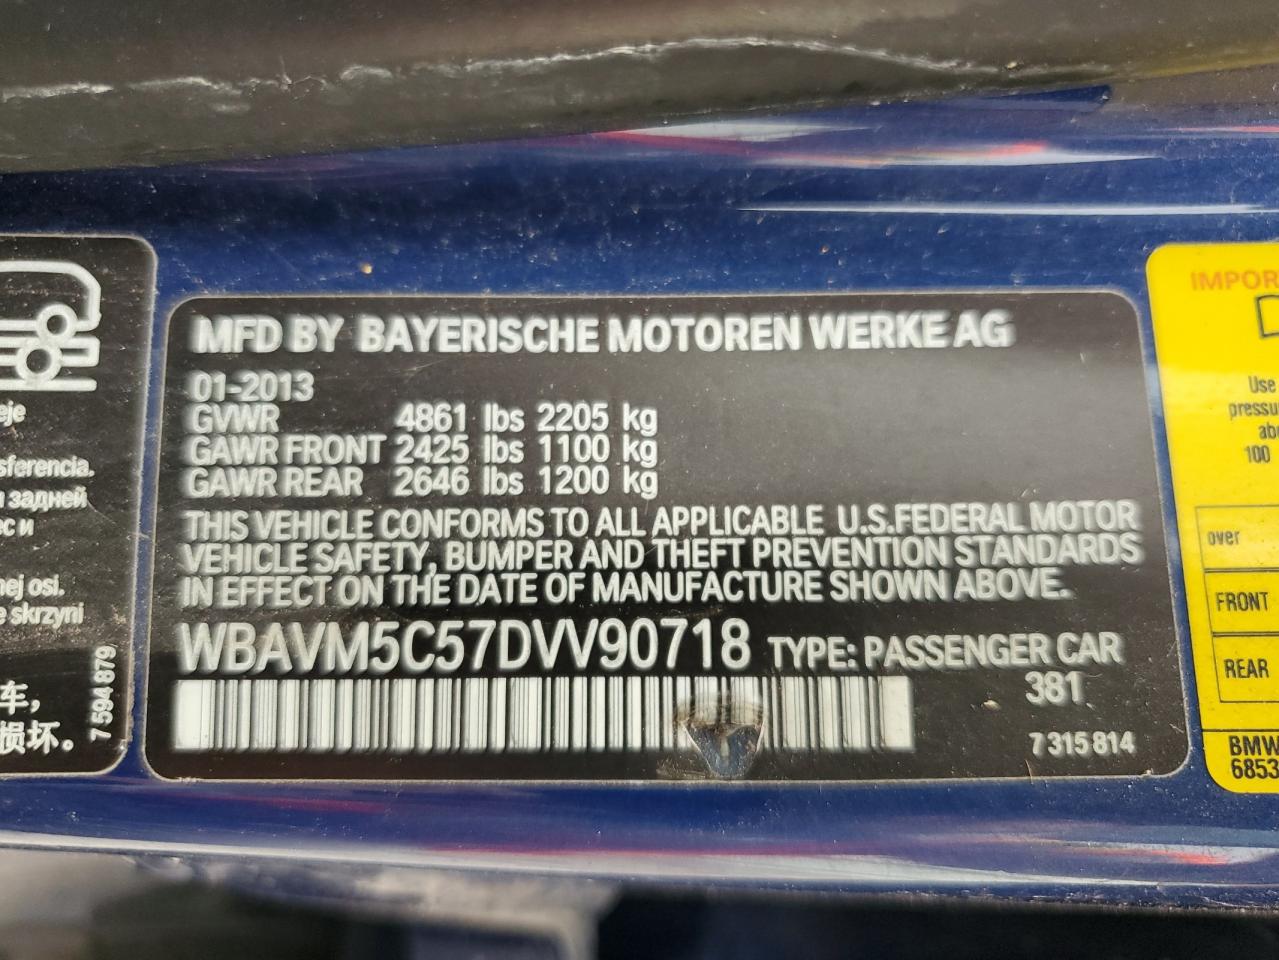 eje
sferencia.
задней
ес и
nej osi.
e skrzyni
车，
损坏。
7 594 879
MFD BY BAYERISCHE MOTOREN WERKE AG
01-2013
GVWR 4861 lbs 2205 kg
GAWR FRONT 2425 lbs 1100 kg
GAWR REAR 2646 lbs 1200 kg
THIS VEHICLE CONFORMS TO ALL APPLICABLE U.S.FEDERAL MOTOR
VEHICLE SAFETY, BUMPER AND THEFT PREVENTION STANDARDS
IN EFFECT ON THE DATE OF MANUFACTURE SHOWN ABOVE.
WBAVM5C57DVV90718 TYPE: PASSENGER CAR
381
7 315 814
IMPOR
Use
pressu
abo
100
over
FRONT
REAR
BMW
6853